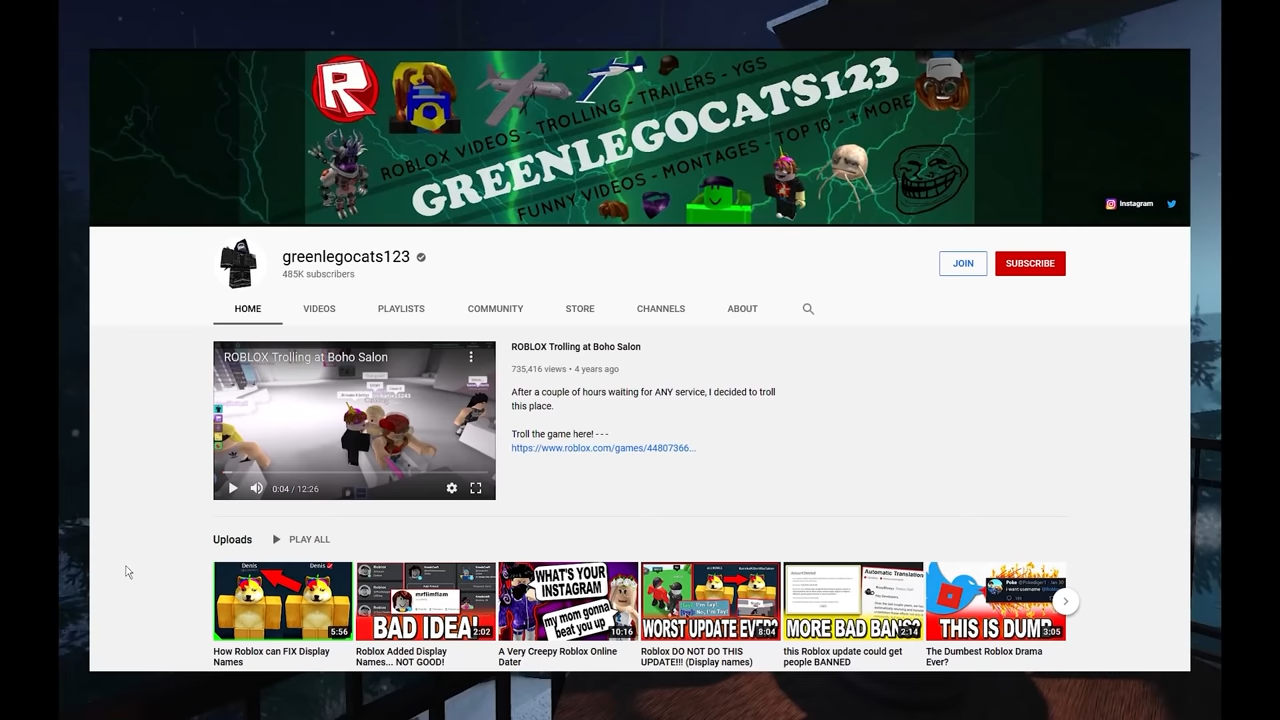 ROBLOX VIDEOS - TROLLING - TRAILERS - YGS
GREENLEGOCATS123
FUNNY VIDEOS - MONTAGES - TOP 10 - + MORE
Instagram
greenlegocats123
485K subscribers
JOIN
SUBSCRIBE
HOME
VIDEOS
PLAYLISTS
COMMUNITY
STORE
CHANNELS
ABOUT
ROBLOX Trolling at Boho Salon
0:04 / 12:26
ROBLOX Trolling at Boho Salon
735,416 views • 4 years ago
After a couple of hours waiting for ANY service, I decided to troll
this place.
Troll the game here! - - -
https://www.roblox.com/games/44807366...
Uploads
PLAY ALL
Denis
Denis
5:56
mrflimflam
BAD IDEA!
2:02
WHAT'S YOUR
INSTAGRAM
my mom gonna
beat you up
10:16
WORST UPDATE EVER?
8:04
Automatic Translation
MORE BAD BANS?
2:14
THIS IS DUMB
3:05
How Roblox can FIX Display
Names
Roblox Added Display
Names... NOT GOOD!
A Very Creepy Roblox Online
Dater
Roblox DO NOT DO THIS
UPDATE!!! (Display names)
this Roblox update could get
people BANNED
The Dumbest Roblox Drama
Ever?